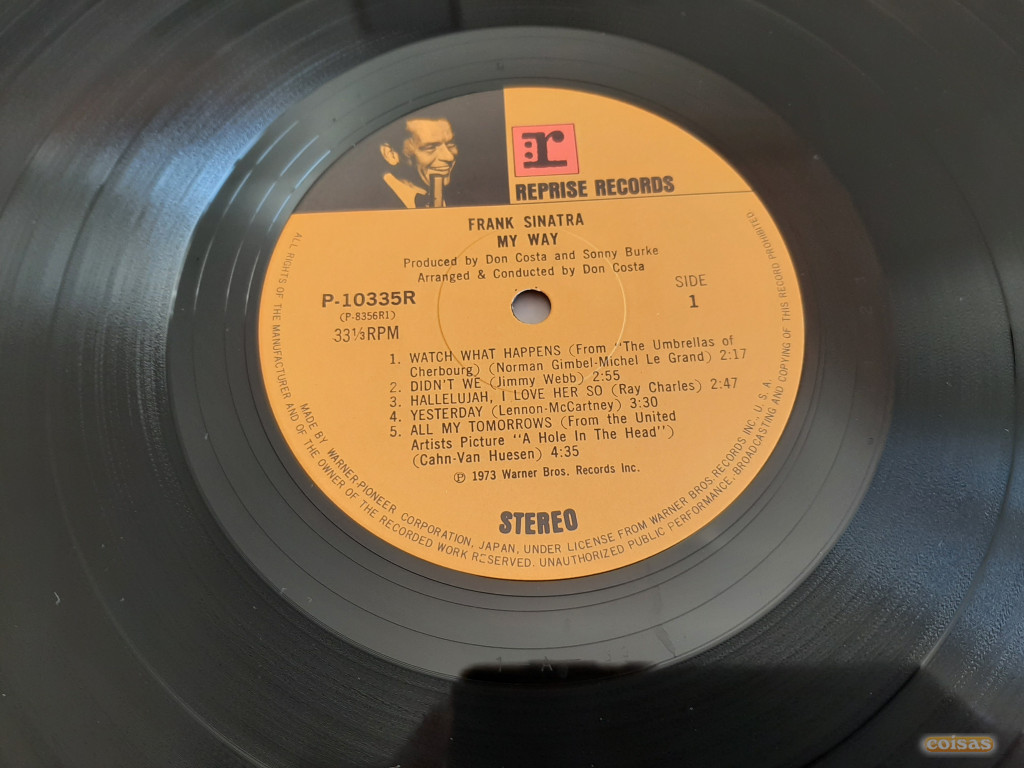 r
REPRISE RECORDS
FRANK SINATRA
MY WAY
Produced by Don Costa and Sonny Burke
Arranged & Conducted by Don Costa
P-10335R
(P-8356R1)
33⅓RPM
SIDE
1
1. WATCH WHAT HAPPENS (From "The Umbrellas of
Cherbourg) (Norman Gimbel-Michel Le Grand) 2:17
2. DIDN'T WE (Jimmy Webb) 2:55
3. HALLELUJAH, I LOVE HER SO (Ray Charles) 2:47
4. YESTERDAY (Lennon-McCartney) 3:30
5. ALL MY TOMORROWS (From the United
Artists Picture "A Hole In The Head")
(Cahn-Van Huesen) 4:35
℗ 1973 Warner Bros. Records Inc.
STEREO
MADE BY WARNER-PIONEER CORPORATION, JAPAN, UNDER LICENSE FROM WARNER BROS. RECORDS INC., U.S.A.
ALL RIGHTS OF THE MANUFACTURER AND OF THE OWNER OF THE RECORDED WORK RESERVED. UNAUTHORIZED PUBLIC PERFORMANCE, BROADCASTING AND COPYING OF THIS RECORD PROHIBITED
1 A
coisas